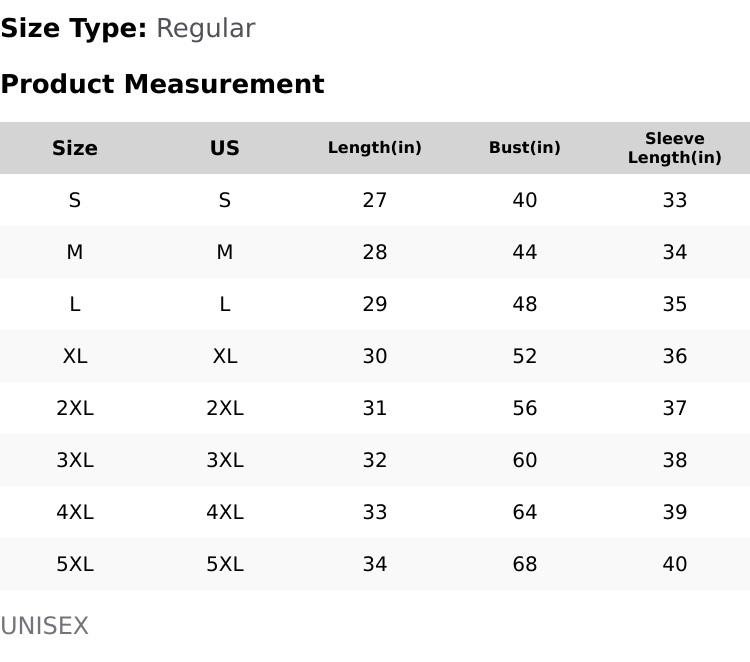 Size Type: Regular
Product Measurement
Size US Length(in) Bust(in) Sleeve Length(in)
S S 27 40 33
M M 28 44 34
L L 29 48 35
XL XL 30 52 36
2XL 2XL 31 56 37
3XL 3XL 32 60 38
4XL 4XL 33 64 39
5XL 5XL 34 68 40
UNISEX